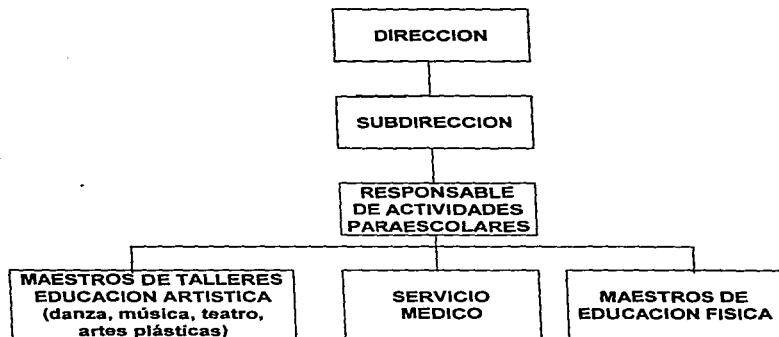 DIRECCION
SUBDIRECCION
RESPONSABLE
DE ACTIVIDADES
PARAESCOLARES
MAESTROS DE TALLERES
EDUCACION ARTISTICA
(danza, música, teatro,
artes plásticas)
SERVICIO
MEDICO
MAESTROS DE
EDUCACION FISICA